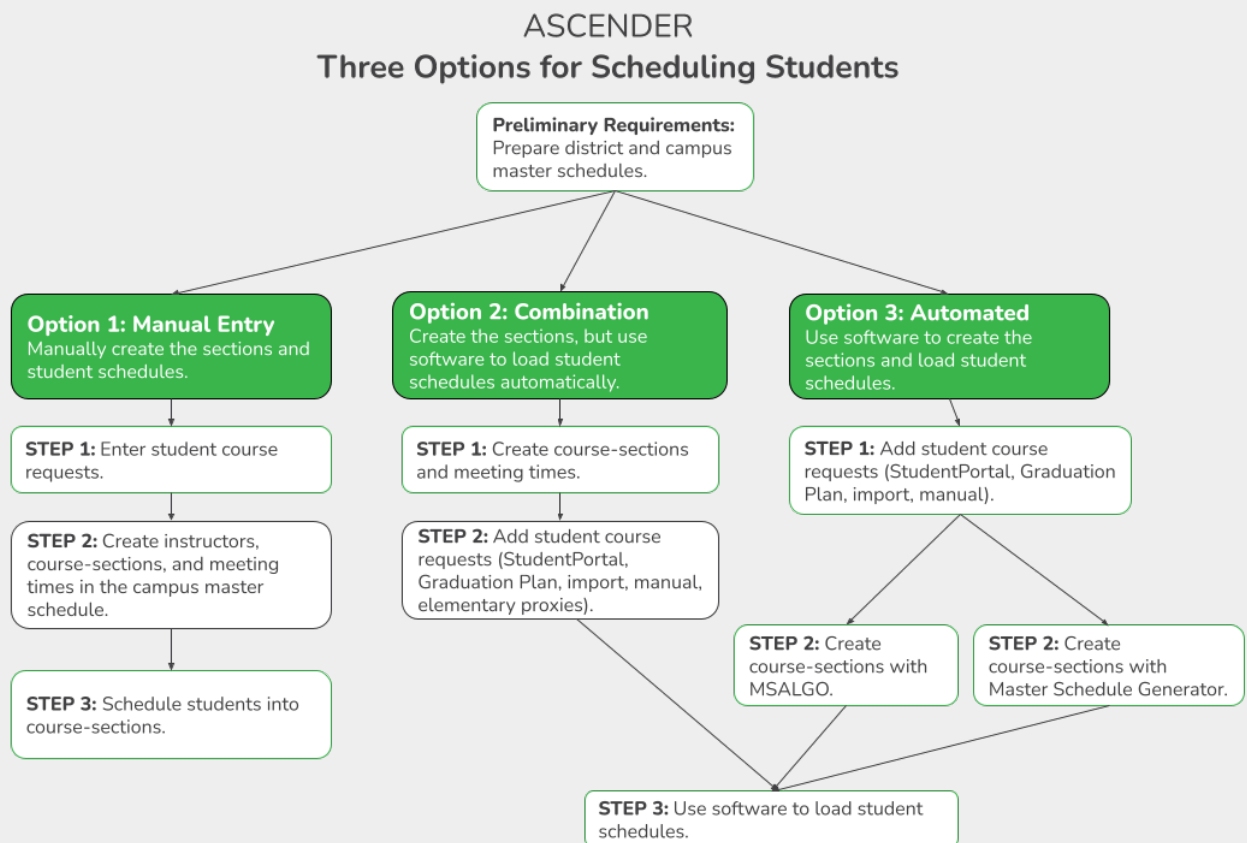 ASCENDER
Three Options for Scheduling Students
Preliminary Requirements:
Prepare district and campus
master schedules.
Option 1: Manual Entry
Manually create the sections and
student schedules.
Option 2: Combination
Create the sections, but use
software to load student
schedules automatically.
Option 3: Automated
Use software to create the
sections and load student
schedules.
STEP 1: Enter student course
requests.
STEP 1: Create course-sections
and meeting times.
STEP 1: Add student course
requests (StudentPortal, Graduation
Plan, import, manual).
STEP 2: Create instructors,
course-sections, and meeting
times in the campus master
schedule.
STEP 2: Add student course
requests (StudentPortal,
Graduation Plan, import, manual,
elementary proxies).
STEP 2: Create
course-sections with
MSALGO.
STEP 2: Create
course-sections with
Master Schedule Generator.
STEP 3: Schedule students into
course-sections.
STEP 3: Use software to load student
schedules.